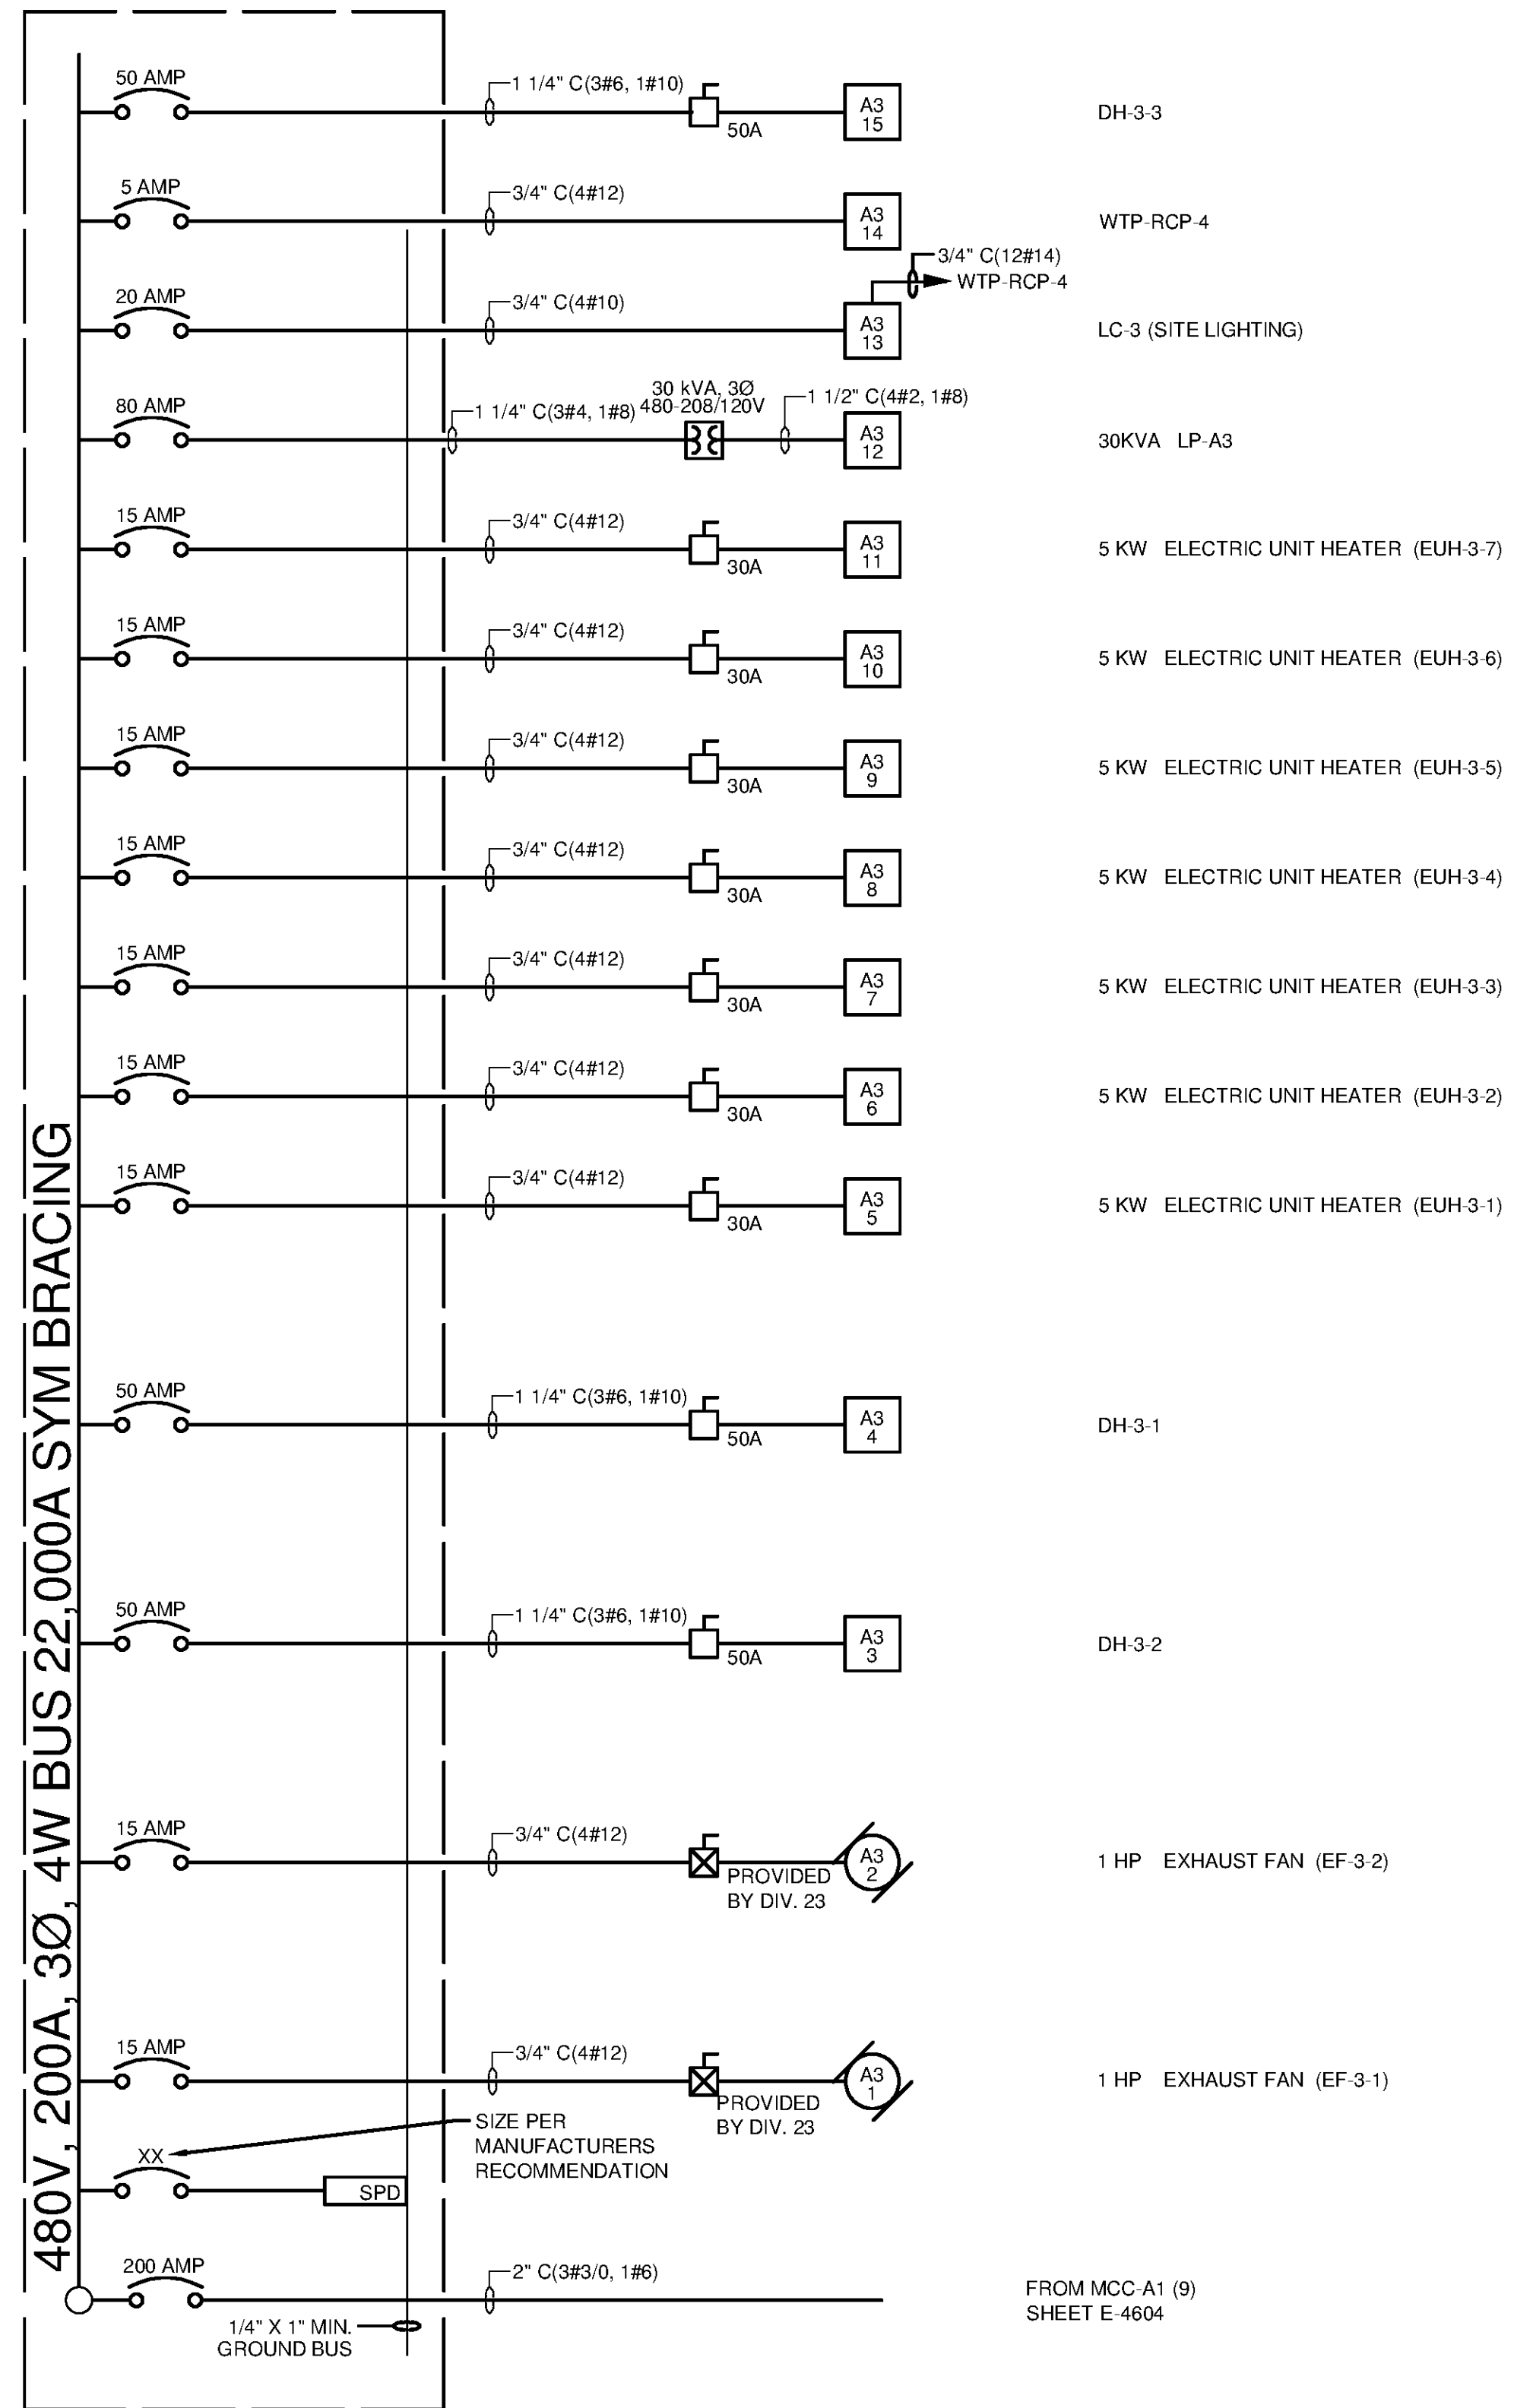 50 AMP
1 1/4" C(3#6, 1#10)
50A
A3
15
DH-3-3
5 AMP
3/4" C(4#12)
A3
14
WTP-RCP-4
3/4" C(12#14)
WTP-RCP-4
20 AMP
3/4" C(4#10)
A3
13
LC-3 (SITE LIGHTING)
80 AMP
1 1/4" C(3#4, 1#8)
30 kVA, 3Ø
480-208/120V
1 1/2" C(4#2, 1#8)
A3
12
30KVA LP-A3
15 AMP
3/4" C(4#12)
30A
A3
11
5 KW ELECTRIC UNIT HEATER (EUH-3-7)
15 AMP
3/4" C(4#12)
30A
A3
10
5 KW ELECTRIC UNIT HEATER (EUH-3-6)
15 AMP
3/4" C(4#12)
30A
A3
9
5 KW ELECTRIC UNIT HEATER (EUH-3-5)
15 AMP
3/4" C(4#12)
30A
A3
8
5 KW ELECTRIC UNIT HEATER (EUH-3-4)
15 AMP
3/4" C(4#12)
30A
A3
7
5 KW ELECTRIC UNIT HEATER (EUH-3-3)
15 AMP
3/4" C(4#12)
30A
A3
6
5 KW ELECTRIC UNIT HEATER (EUH-3-2)
15 AMP
3/4" C(4#12)
30A
A3
5
5 KW ELECTRIC UNIT HEATER (EUH-3-1)
50 AMP
1 1/4" C(3#6, 1#10)
50A
A3
4
DH-3-1
50 AMP
1 1/4" C(3#6, 1#10)
50A
A3
3
DH-3-2
15 AMP
3/4" C(4#12)
PROVIDED
BY DIV. 23
A3
2
1 HP EXHAUST FAN (EF-3-2)
15 AMP
3/4" C(4#12)
PROVIDED
BY DIV. 23
A3
1
1 HP EXHAUST FAN (EF-3-1)
XX
SIZE PER
MANUFACTURERS
RECOMMENDATION
SPD
200 AMP
2" C(3#3/0, 1#6)
FROM MCC-A1 (9)
SHEET E-4604
1/4" X 1" MIN.
GROUND BUS
480V, 200A, 3Ø, 4W BUS 22,000A SYM BRACING